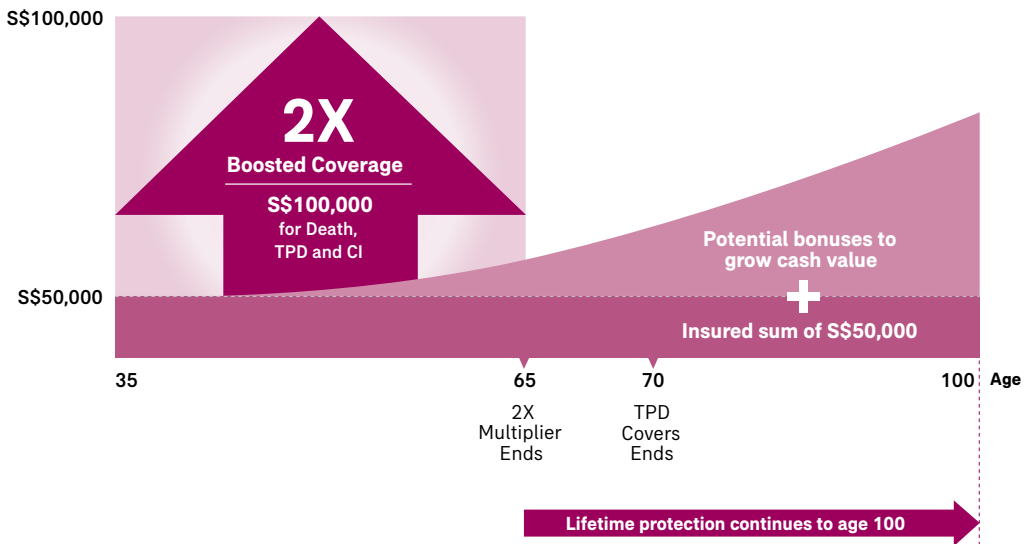 S$100,000
2X
Boosted Coverage
S$100,000
for Death,
TPD and CI
Potential bonuses to
grow cash value
S$50,000
Insured sum of S$50,000
35
65
70
100
Age
2X
Multiplier
Ends
TPD
Covers
Ends
Lifetime protection continues to age 100